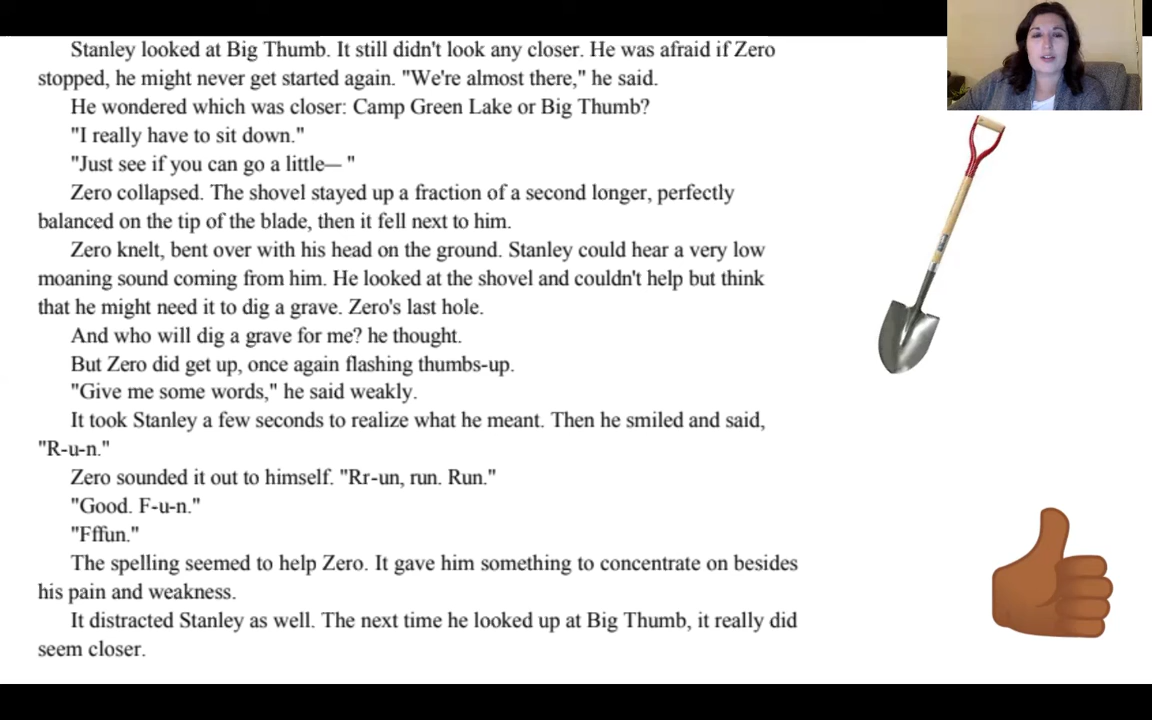 Stanley looked at Big Thumb. It still didn't look any closer. He was afraid if Zero
stopped, he might never get started again. "We're almost there," he said.
He wondered which was closer: Camp Green Lake or Big Thumb?
"I really have to sit down."
"Just see if you can go a little— "
Zero collapsed. The shovel stayed up a fraction of a second longer, perfectly
balanced on the tip of the blade, then it fell next to him.
Zero knelt, bent over with his head on the ground. Stanley could hear a very low
moaning sound coming from him. He looked at the shovel and couldn't help but think
that he might need it to dig a grave. Zero's last hole.
And who will dig a grave for me? he thought.
But Zero did get up, once again flashing thumbs-up.
"Give me some words," he said weakly.
It took Stanley a few seconds to realize what he meant. Then he smiled and said,
"R-u-n."
Zero sounded it out to himself. "Rr-un, run. Run."
"Good. F-u-n."
"Fffun."
The spelling seemed to help Zero. It gave him something to concentrate on besides
his pain and weakness.
It distracted Stanley as well. The next time he looked up at Big Thumb, it really did
seem closer.